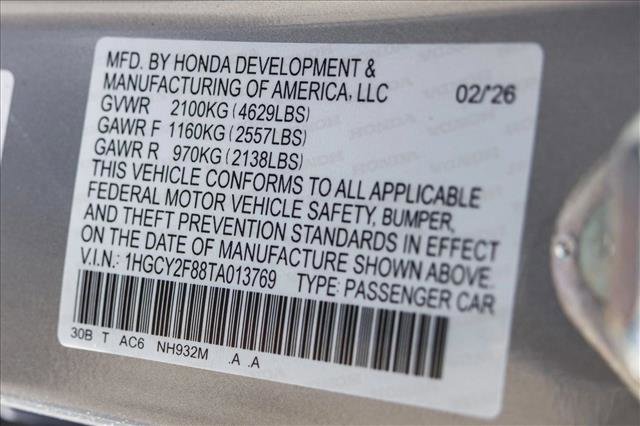 MFD. BY HONDA DEVELOPMENT &
MANUFACTURING OF AMERICA, LLC 02/'26
GVWR 2100KG (4629LBS)
GAWR F 1160KG (2557LBS)
GAWR R 970KG (2138LBS)
THIS VEHICLE CONFORMS TO ALL APPLICABLE
FEDERAL MOTOR VEHICLE SAFETY, BUMPER,
AND THEFT PREVENTION STANDARDS IN EFFECT
ON THE DATE OF MANUFACTURE SHOWN ABOVE.
V.I.N.: 1HGCY2F88TA013769 TYPE: PASSENGER CAR
30B T AC6 NH932M .A .A